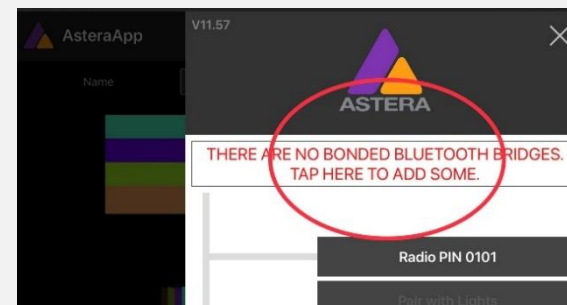 V11.57
AsteraApp
Name
ASTERA
THERE ARE NO BONDED BLUETOOTH BRIDGES.
TAP HERE TO ADD SOME.
Radio PIN 0101
Pair with Lights